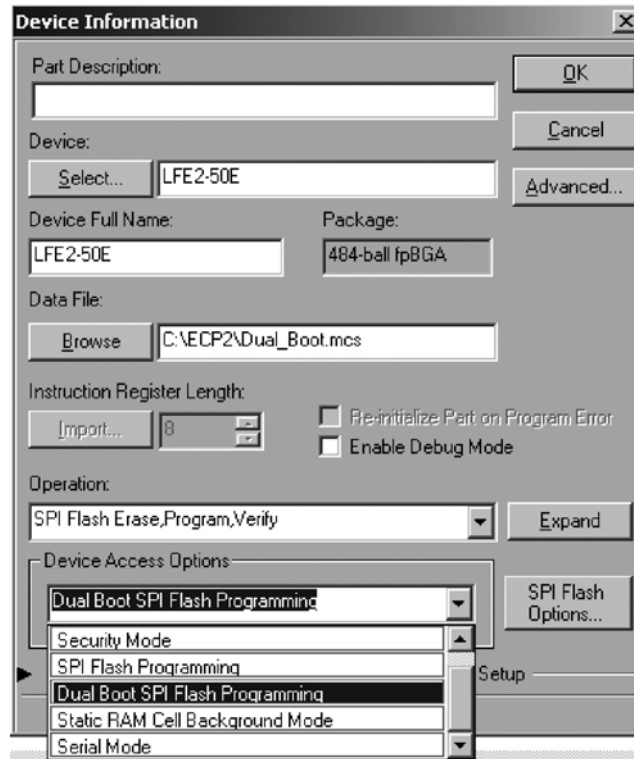 Device Information
Part Description:
OK
Cancel
Device:
Select...
LFE2-50E
Advanced...
Device Full Name:
Package:
LFE2-50E
484-ball fpBGA
Data File:
Browse
C:\ECP2\Dual_Boot.mcs
Instruction Register Length:
Import...
8
Re-initialize Part on Program Error
Enable Debug Mode
Operation:
SPI Flash Erase,Program,Verify
Expand
Device Access Options
Dual Boot SPI Flash Programming
SPI Flash
Options...
Security Mode
SPI Flash Programming
Dual Boot SPI Flash Programming
Setup
Static RAM Cell Background Mode
Serial Mode